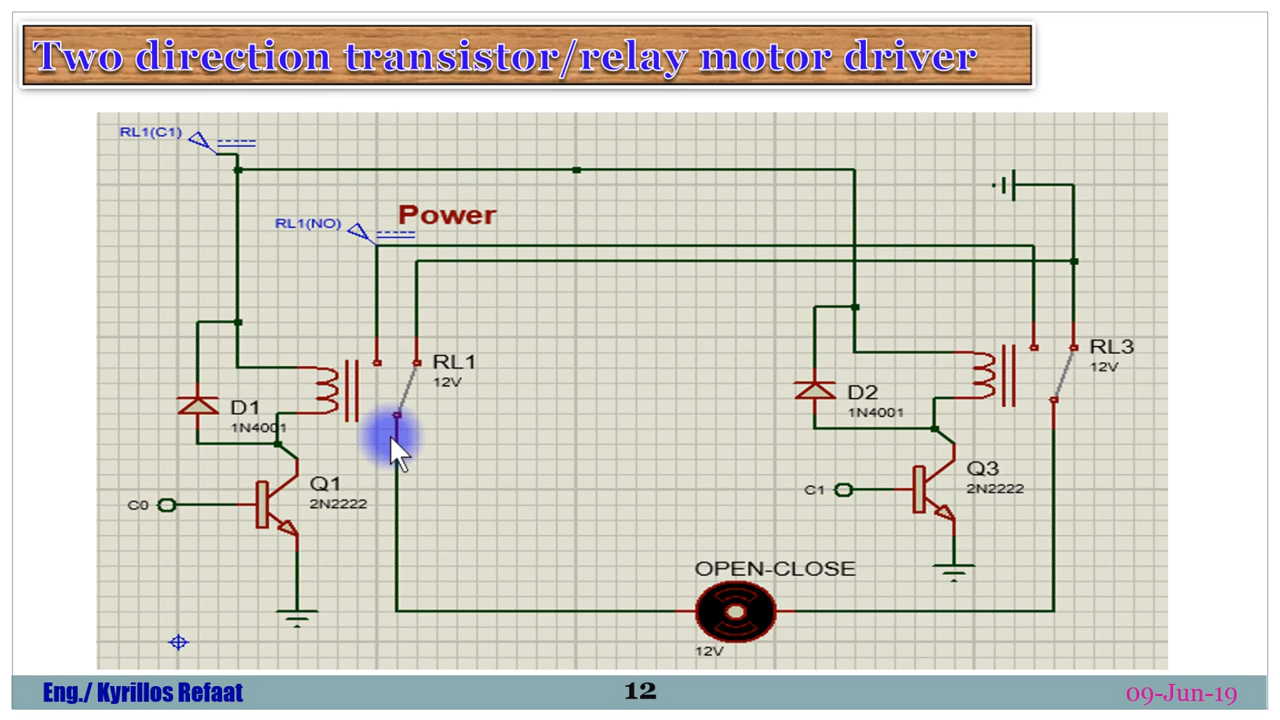 Two direction transistor/relay motor driver
RL1(C1)
RL1(NO)
Power
RL1
12V
RL3
12V
D1
1N4001
D2
1N4001
Q1
2N2222
C0
Q3
2N2222
C1
OPEN-CLOSE
12V
Eng./ Kyrillos Refaat
12
09-Jun-19